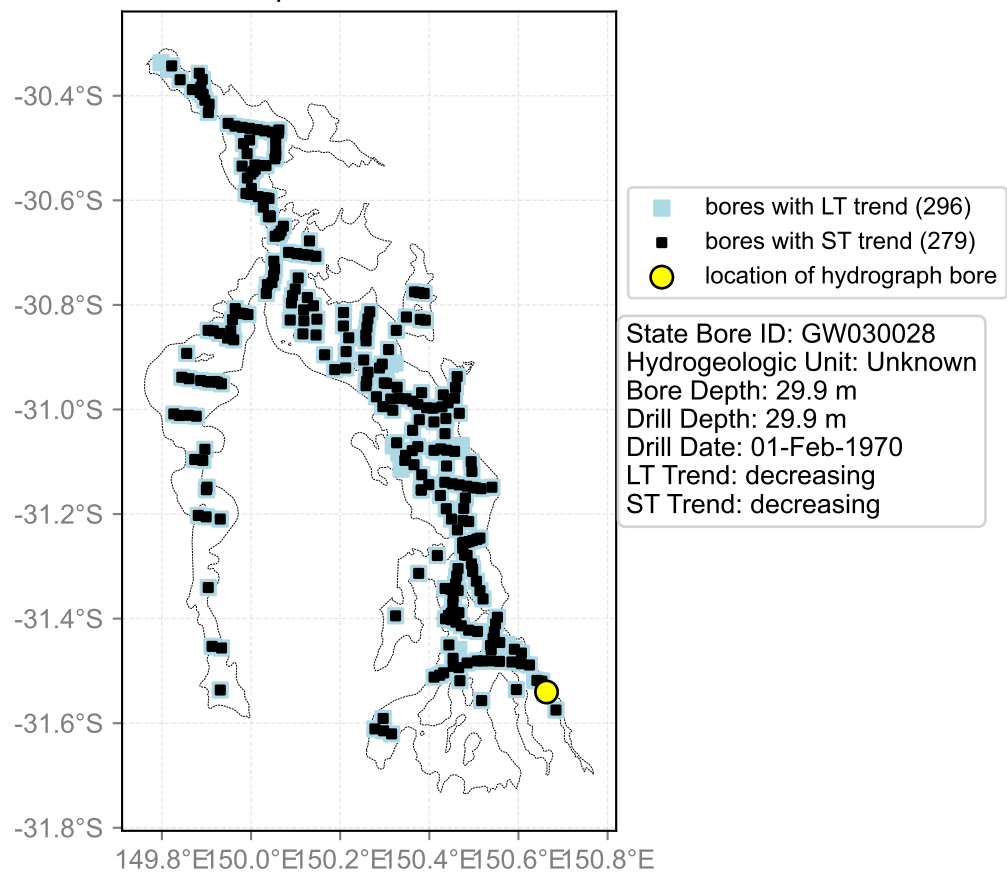 -30.4°S
-30.6°S
-30.8°S
-31.0°S
-31.2°S
-31.4°S
-31.6°S
-31.8°S
149.8°E150.0°E150.2°E150.4°E150.6°E150.8°E
bores with LT trend (296)
bores with ST trend (279)
location of hydrograph bore
State Bore ID: GW030028
Hydrogeologic Unit: Unknown
Bore Depth: 29.9 m
Drill Depth: 29.9 m
Drill Date: 01-Feb-1970
LT Trend: decreasing
ST Trend: decreasing